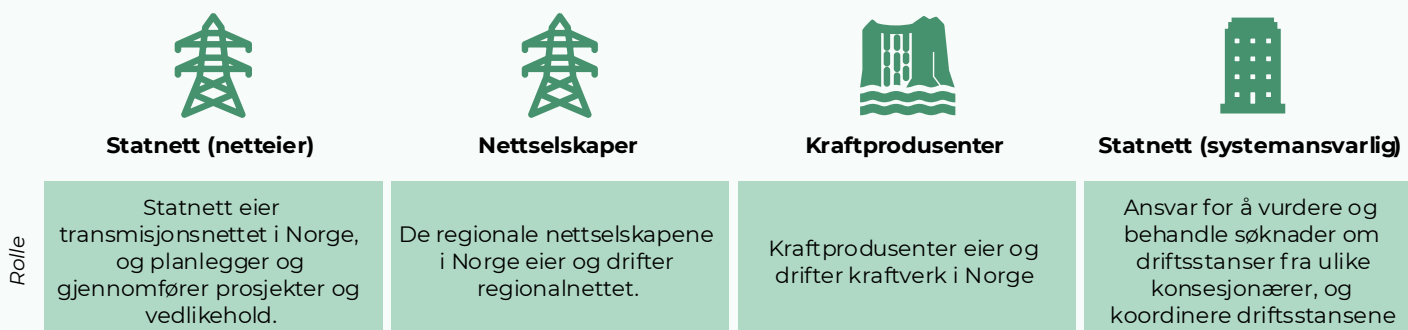 Statnett (netteier)
Nettselskaper
Kraftprodusenter
Statnett (systemansvarlig)
Rolle
Statnett eier
transmisjonsnettet i Norge,
og planlegger og
gjennomfører prosjekter og
vedlikehold.
De regionale nettselskapene
i Norge eier og drifter
regionalnettet.
Kraftprodusenter eier og
drifter kraftverk i Norge
Ansvar for å vurdere og
behandle søknader om
driftsstanser fra ulike
konsesjonærer, og
koordinere driftsstansene